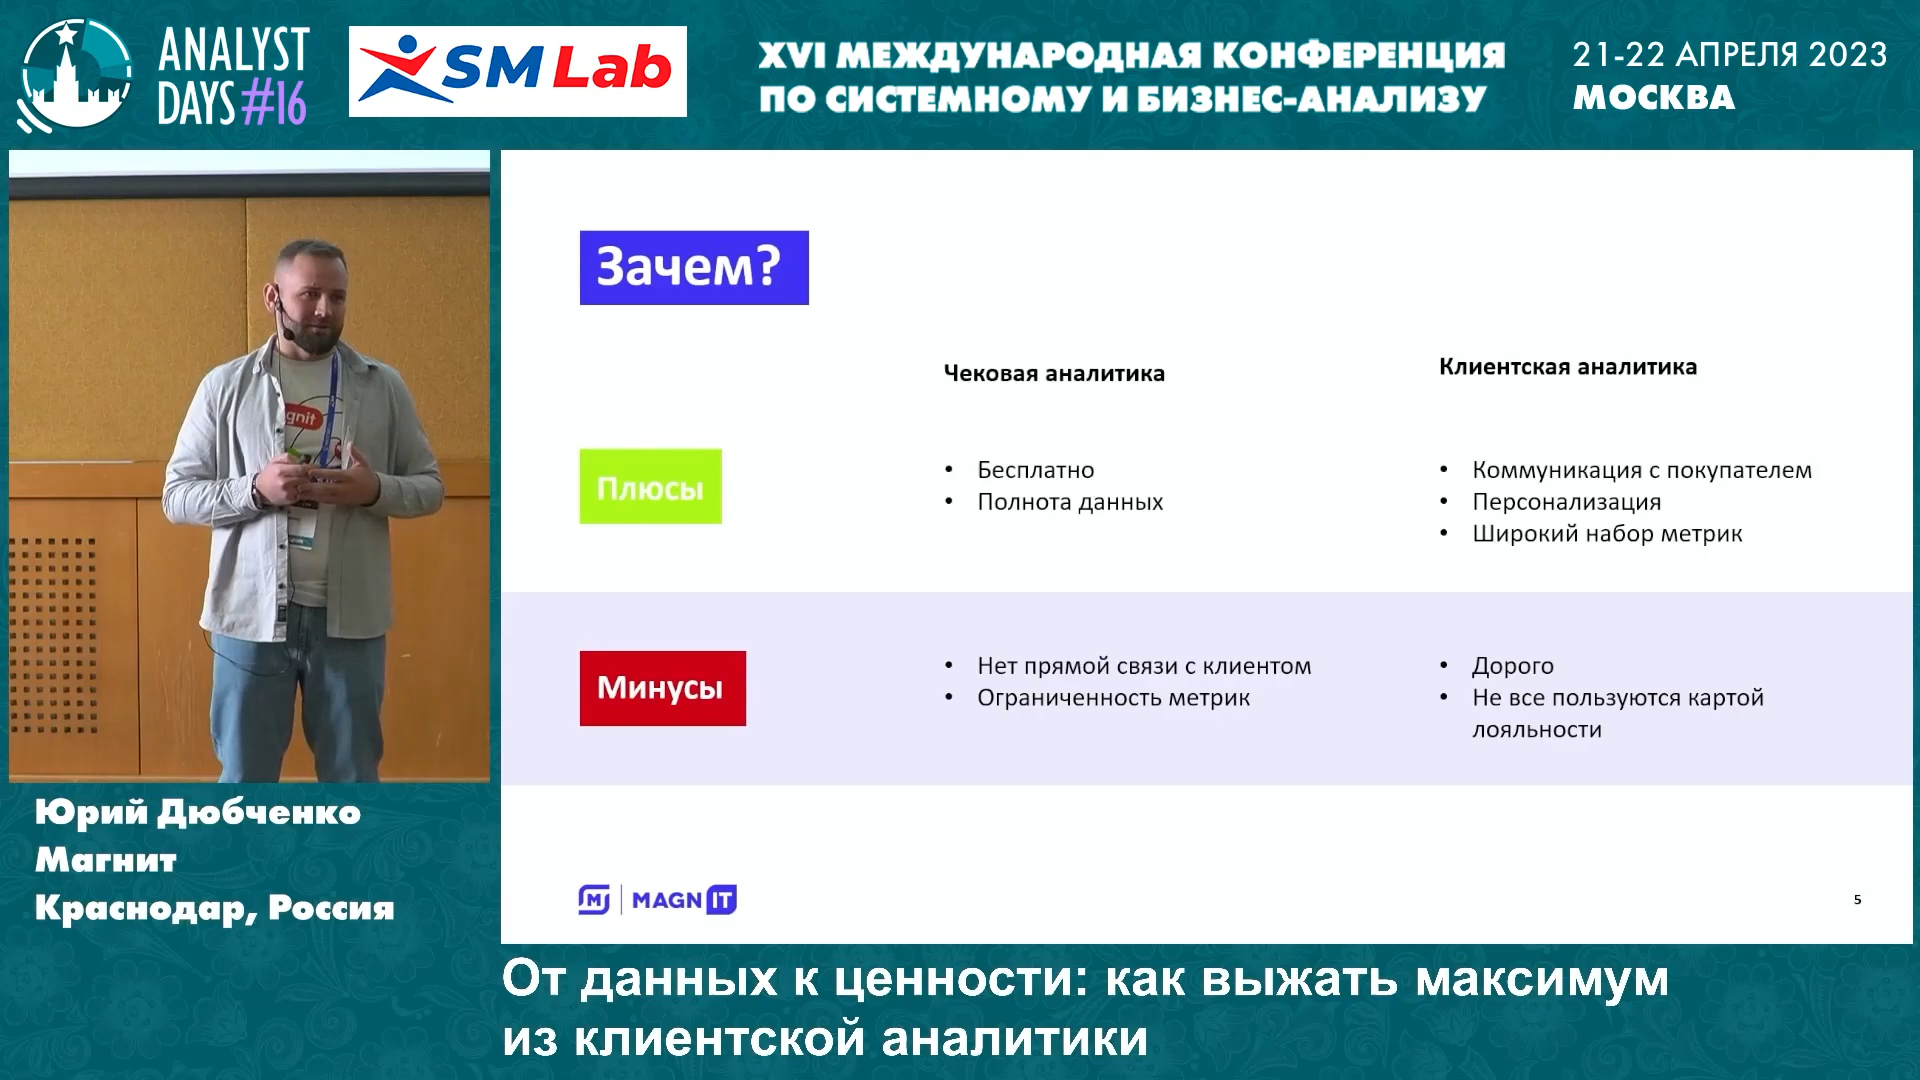 ANALYST
DAYS #16
SM Lab
XVI МЕЖДУНАРОДНАЯ КОНФЕРЕНЦИЯ
ПО СИСТЕМНОМУ И БИЗНЕС-АНАЛИЗУ
21-22 АПРЕЛЯ 2023
МОСКВА
gnit
Зачем?
Чековая аналитика
Клиентская аналитика
Плюсы
• Бесплатно
• Полнота данных
• Коммуникация с покупателем
• Персонализация
• Широкий набор метрик
Минусы
• Нет прямой связи с клиентом
• Ограниченность метрик
• Дорого
• Не все пользуются картой
лояльности
M | MAGNIT
5
Юрий Дюбченко
Магнит
Краснодар, Россия
От данных к ценности: как выжать максимум
из клиентской аналитики